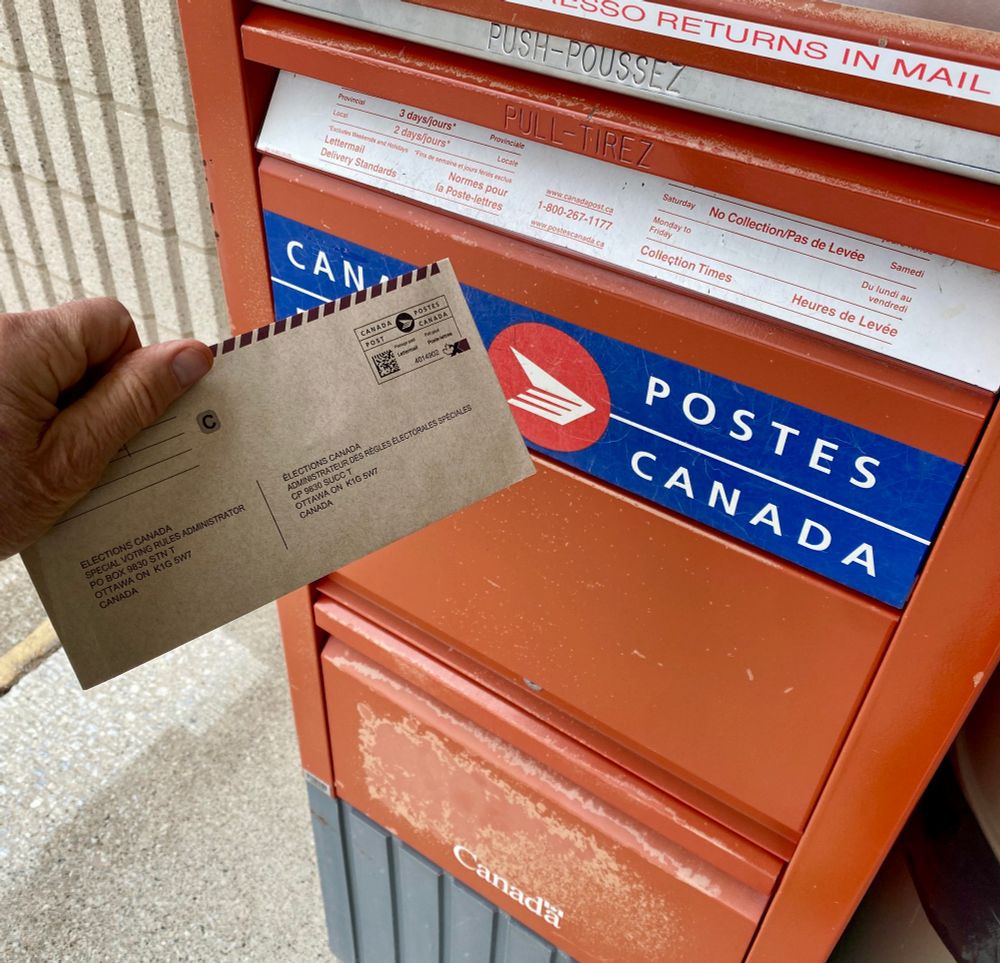 ESSO RETURNS IN MAIL
PUSH-POUSSEZ
PULL-TIREZ
Provincial 3 days/jours* Provinciale
Local 2 days/jours* Locale
*Excludes Weekends and Holidays *Fins de semaine et jours fériés exclus
Lettermail
Delivery Standards
Normes pour
la Poste-lettres
www.canadapost.ca
1-800-267-1177
www.postescanada.ca
Saturday No Collection/Pas de Levée Samedi
Monday to
Friday
Du lundi au
vendredi
Collection Times
Heures de Levée
CANA
POSTES
CANADA
CANADA POSTES
POST CANADA
Postage paid Port payé
Lettermail Poste-lettres
4014902
C
ELECTIONS CANADA
SPECIAL VOTING RULES ADMINISTRATOR
PO BOX 9830 STN T
OTTAWA ON K1G 5W7
CANADA
ÉLECTIONS CANADA
ADMINISTRATEUR DES RÈGLES ÉLECTORALES SPÉCIALES
CP 9830 SUCC T
OTTAWA ON K1G 5W7
CANADA
Canada